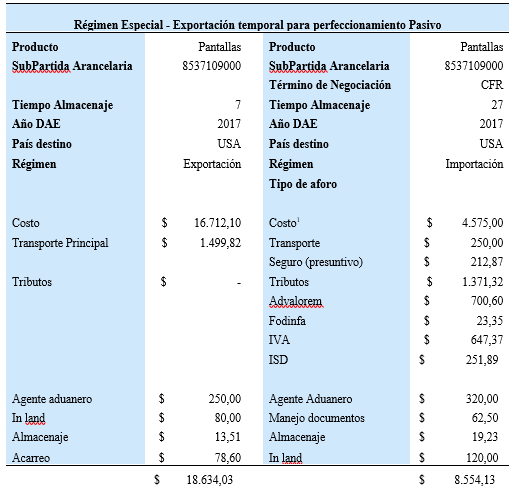 Régimen Especial - Exportación temporal para perfeccionamiento Pasivo
Producto Pantallas Producto Pantallas
SubPartida Arancelaria 8537109000 SubPartida Arancelaria 8537109000
Término de Negociación CFR
Tiempo Almacenaje 7 Tiempo Almacenaje 27
Año DAE 2017 Año DAE 2017
País destino USA País destino USA
Régimen Exportación Régimen Importación
Tipo de aforo
Costo $ 16.712,10 Costo¹ $ 4.575,00
Transporte Principal $ 1.499,82 Transporte $ 250,00
Seguro (presuntivo) $ 212,87
Tributos $ - Tributos $ 1.371,32
Advalorem $ 700,60
Fodinfa $ 23,35
IVA $ 647,37
ISD $ 251,89
Agente aduanero $ 250,00 Agente Aduanero $ 320,00
In land $ 80,00 Manejo documentos $ 62,50
Almacenaje $ 13,51 Almacenaje $ 19,23
Acarreo $ 78,60 In land $ 120,00
$ 18.634,03 $ 8.554,13